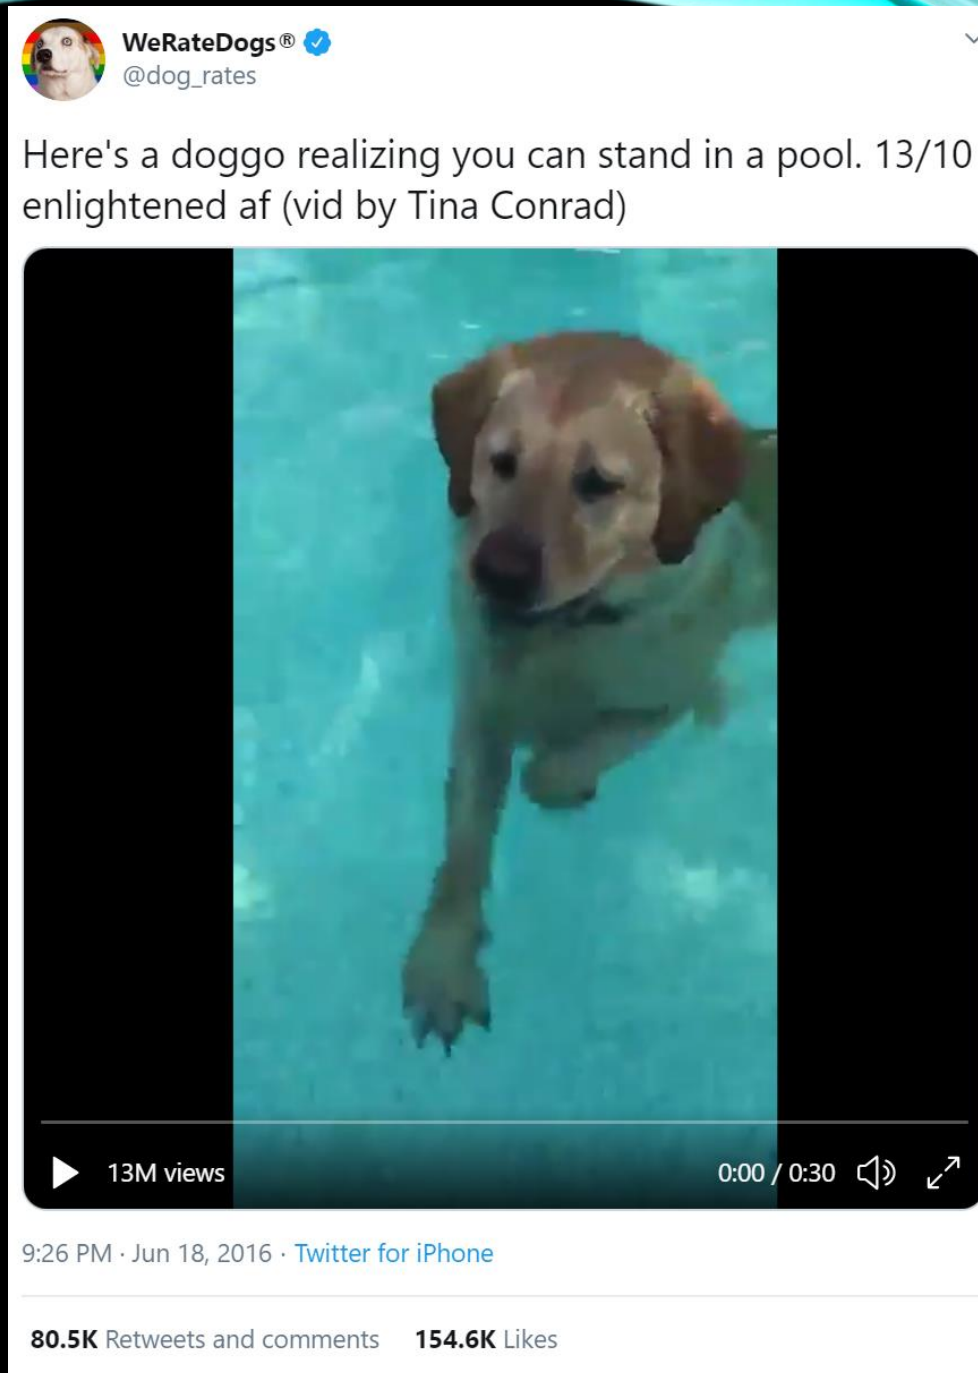 WeRateDogs®
@dog_rates
Here's a doggo realizing you can stand in a pool. 13/10
enlightened af (vid by Tina Conrad)
13M views 0:00 / 0:30
9:26 PM · Jun 18, 2016 · Twitter for iPhone
80.5K Retweets and comments 154.6K Likes